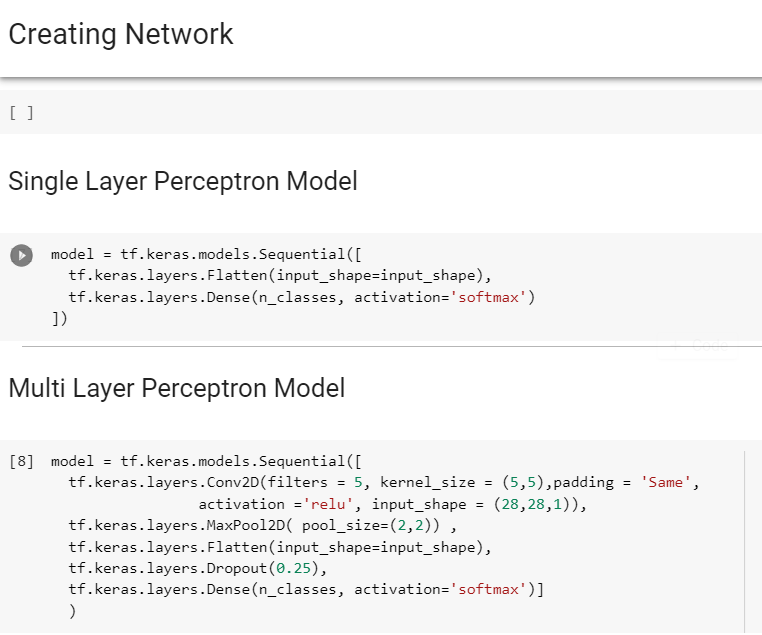 Creating Network
[ ]
Single Layer Perceptron Model
model = tf.keras.models.Sequential([
  tf.keras.layers.Flatten(input_shape=input_shape),
  tf.keras.layers.Dense(n_classes, activation='softmax')
])
Multi Layer Perceptron Model
[8] model = tf.keras.models.Sequential([
  tf.keras.layers.Conv2D(filters = 5, kernel_size = (5,5),padding = 'Same',
                 activation ='relu', input_shape = (28,28,1)),
  tf.keras.layers.MaxPool2D( pool_size=(2,2)) ,
  tf.keras.layers.Flatten(input_shape=input_shape),
  tf.keras.layers.Dropout(0.25),
  tf.keras.layers.Dense(n_classes, activation='softmax')]
  )